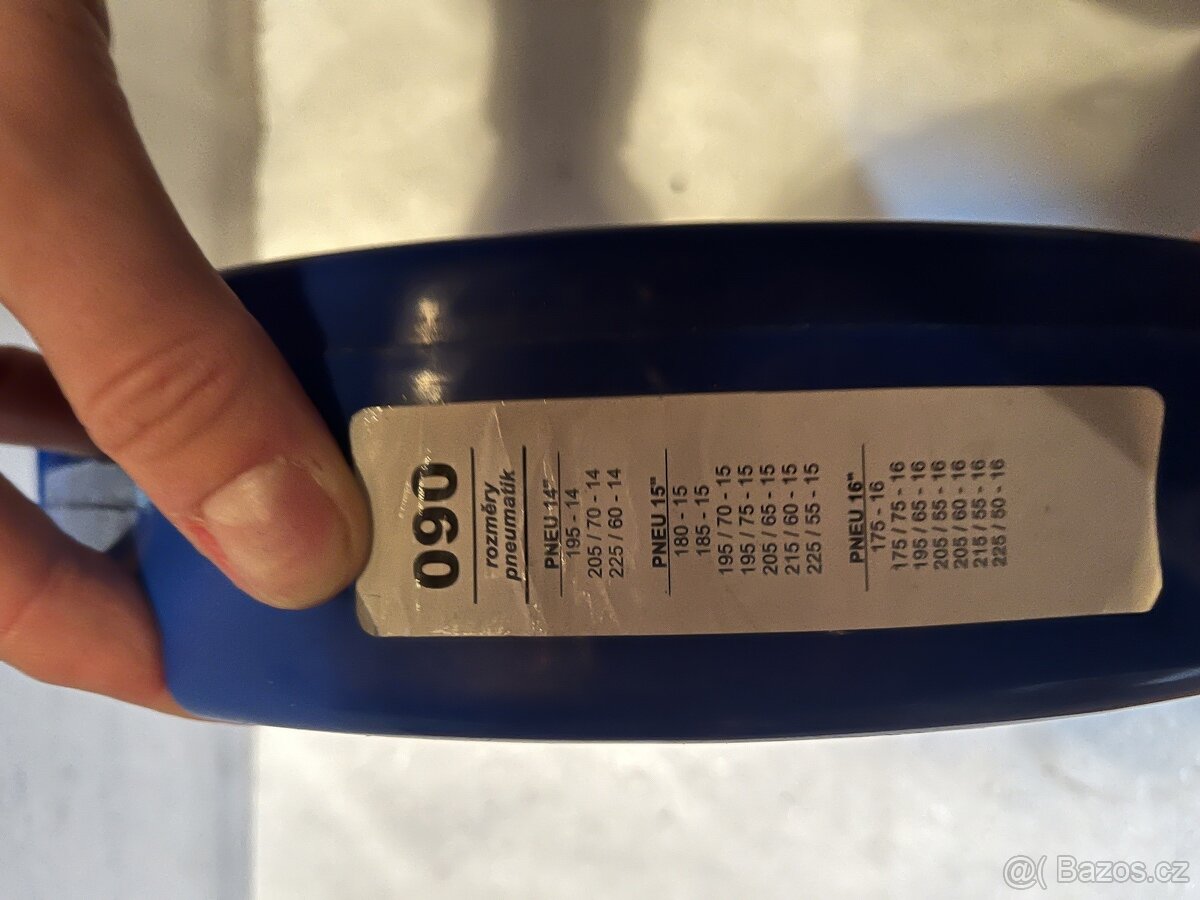 090
rozměry
pneumatik
PNEU 14"
195 - 14
205 / 70 - 14
225 / 60 - 14
PNEU 15"
180 - 15
185 - 15
195 / 70 - 15
195 / 75 - 15
205 / 65 - 15
215 / 60 - 15
225 / 55 - 15
PNEU 16"
175 - 16
175 / 75 - 16
195 / 65 - 16
205 / 55 - 16
205 / 60 - 16
215 / 55 - 16
225 / 50 - 16
@( Bazos.cz